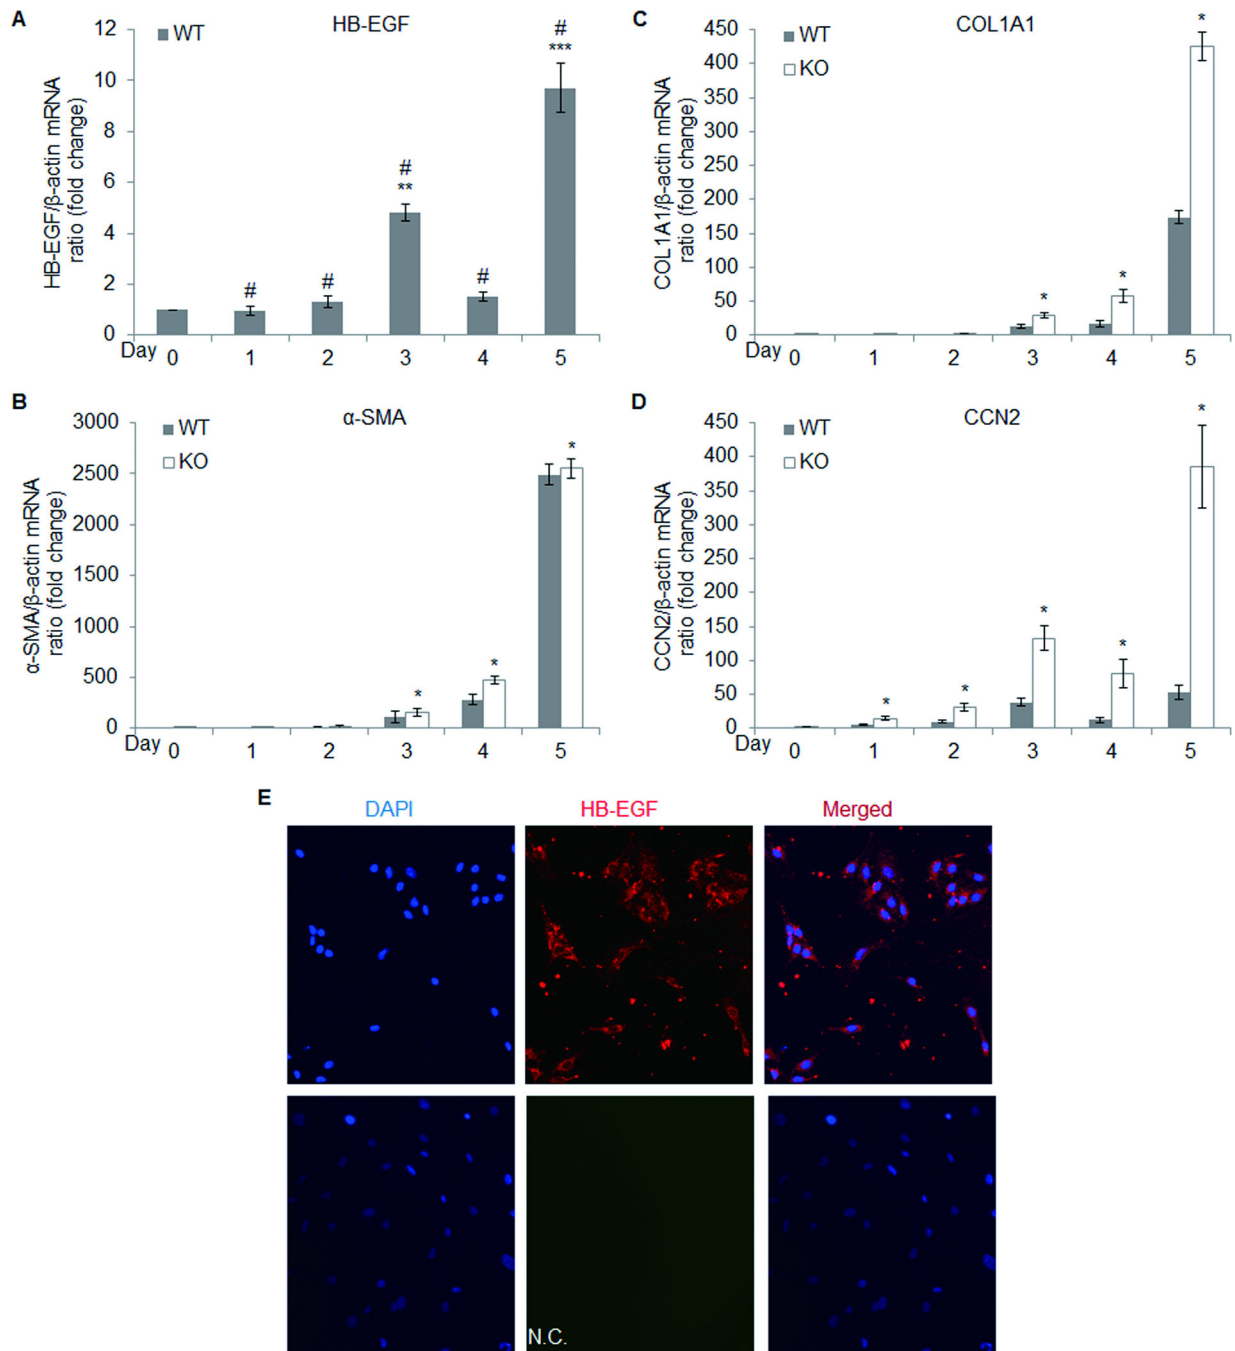 A
HB-EGF
WT
HB-EGF/β-actin mRNA
ratio (fold change)
12
10
8
6
4
2
0
#
#
#
**
#
#
***
Day 0 1 2 3 4 5
B
α-SMA
WT
KO
α-SMA/β-actin mRNA
ratio (fold change)
3000
2500
2000
1500
1000
500
0
*
*
*
Day 0 1 2 3 4 5
C
COL1A1
WT
KO
COL1A1/β-actin mRNA
ratio (fold change)
450
400
350
300
250
200
150
100
50
0
*
*
*
Day 0 1 2 3 4 5
D
CCN2
WT
KO
CCN2/β-actin mRNA
ratio (fold change)
450
400
350
300
250
200
150
100
50
0
*
*
*
*
*
Day 0 1 2 3 4 5
E
DAPI HB-EGF Merged
N.C.